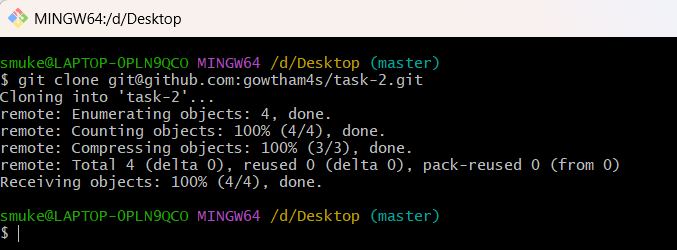 MINGW64:/d/Desktop
smuke@LAPTOP-0PLN9QCO MINGW64 /d/Desktop (master)
$ git clone git@github.com:gowtham4s/task-2.git
Cloning into 'task-2'...
remote: Enumerating objects: 4, done.
remote: Counting objects: 100% (4/4), done.
remote: Compressing objects: 100% (3/3), done.
remote: Total 4 (delta 0), reused 0 (delta 0), pack-reused 0 (from 0)
Receiving objects: 100% (4/4), done.
smuke@LAPTOP-0PLN9QCO MINGW64 /d/Desktop (master)
$